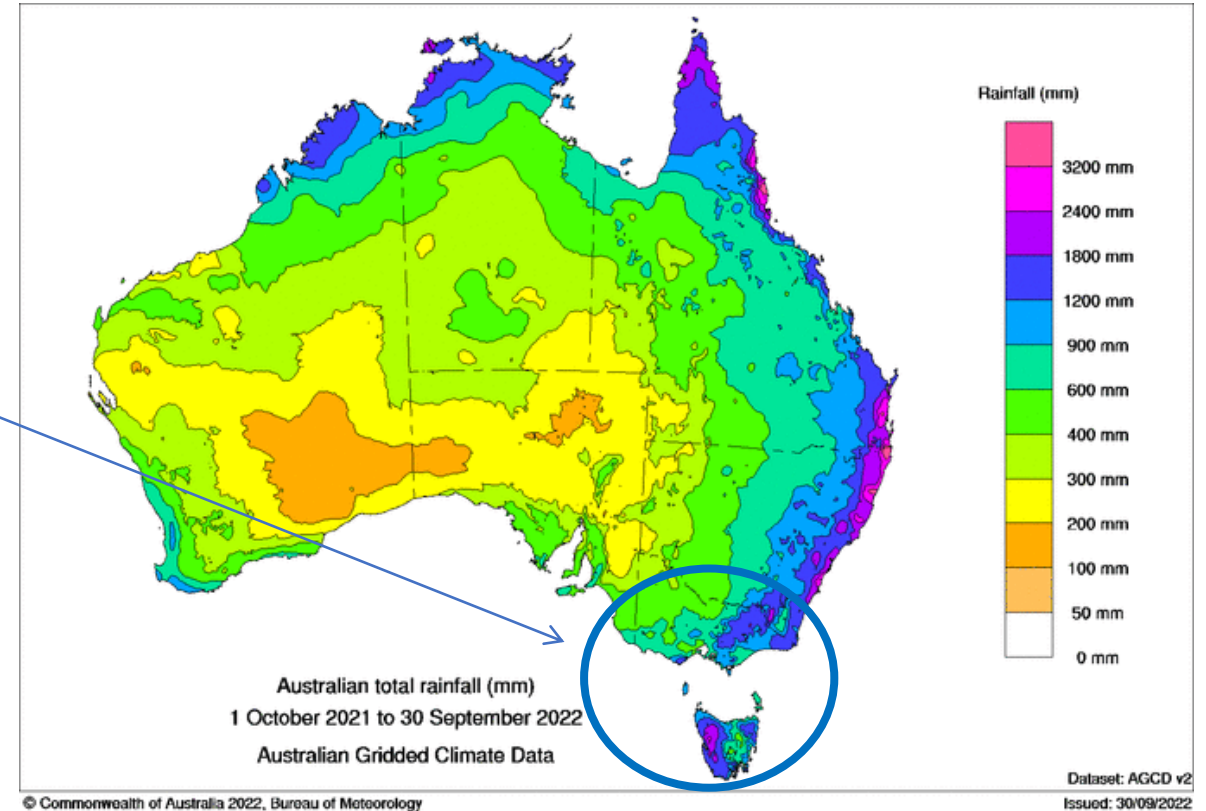 Rainfall (mm)
3200 mm
2400 mm
1800 mm
1200 mm
900 mm
600 mm
400 mm
300 mm
200 mm
100 mm
50 mm
0 mm
Australian total rainfall (mm)
1 October 2021 to 30 September 2022
Australian Gridded Climate Data
Dataset: AGCD v2
© Commonwealth of Australia 2022, Bureau of Meteorology
Issued: 30/09/2022